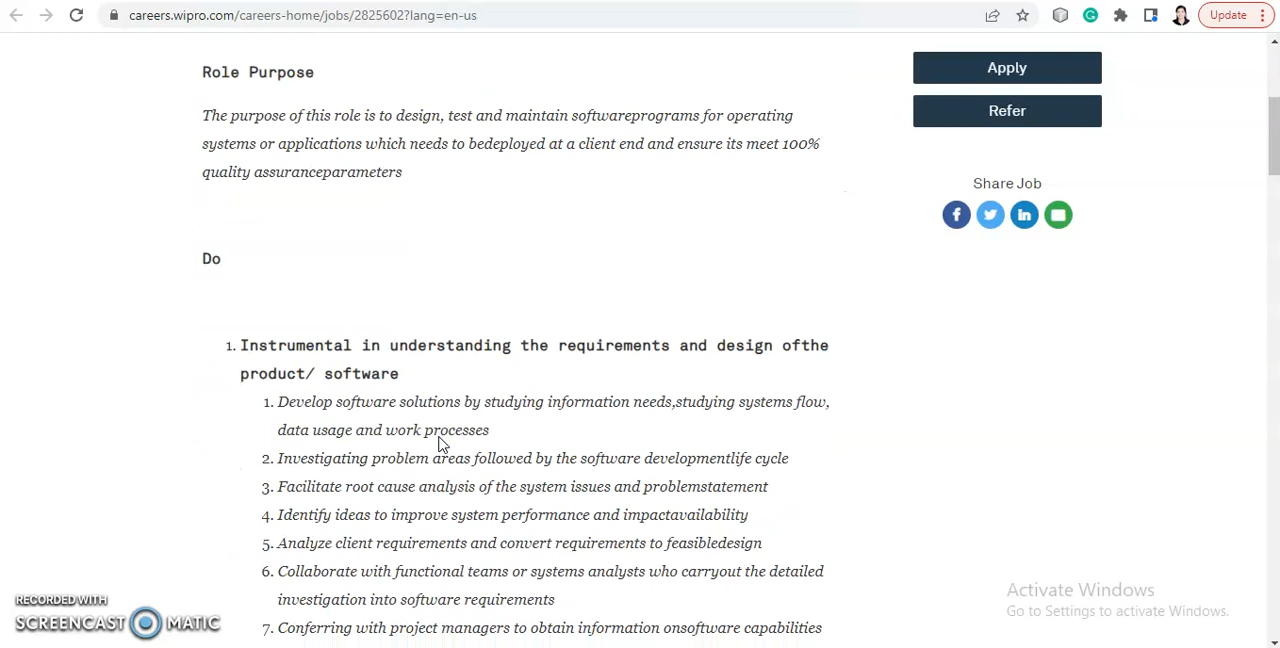 careers.wipro.com/careers-home/jobs/2825602?lang=en-us
Update
Role Purpose
The purpose of this role is to design, test and maintain softwareprograms for operating
systems or applications which needs to bedeployed at a client end and ensure its meet 100%
quality assuranceparameters
Apply
Refer
Share Job
Do
1. Instrumental in understanding the requirements and design ofthe
product/ software
1. Develop software solutions by studying information needs,studying systems flow,
data usage and work processes
2. Investigating problem areas followed by the software developmentlife cycle
3. Facilitate root cause analysis of the system issues and problemstatement
4. Identify ideas to improve system performance and impactavailability
5. Analyze client requirements and convert requirements to feasibledesign
6. Collaborate with functional teams or systems analysts who carryout the detailed
investigation into software requirements
7. Conferring with project managers to obtain information onsoftware capabilities
Activate Windows
Go to Settings to activate Windows.
RECORDED WITH
SCREENCAST MATIC